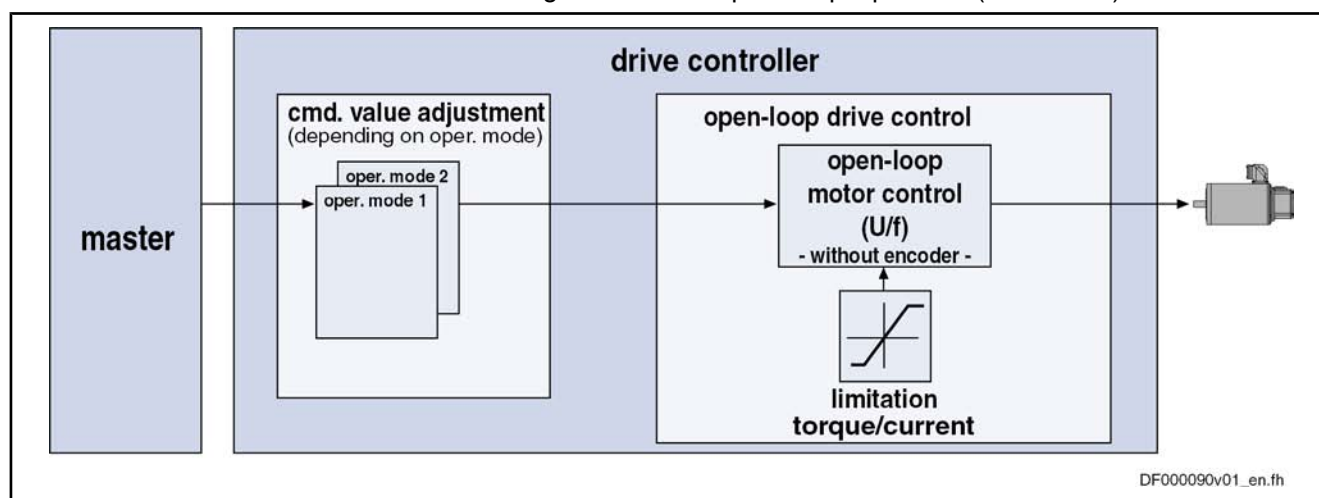 master
drive controller
cmd. value adjustment
(depending on oper. mode)
oper. mode 2
oper. mode 1
open-loop drive control
open-loop
motor control
(U/f)
- without encoder -
limitation
torque/current
DF000090v01_en.fh